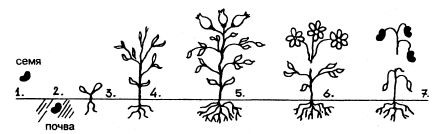 семя
1. 2. 3. 4. 5. 6. 7.
почва